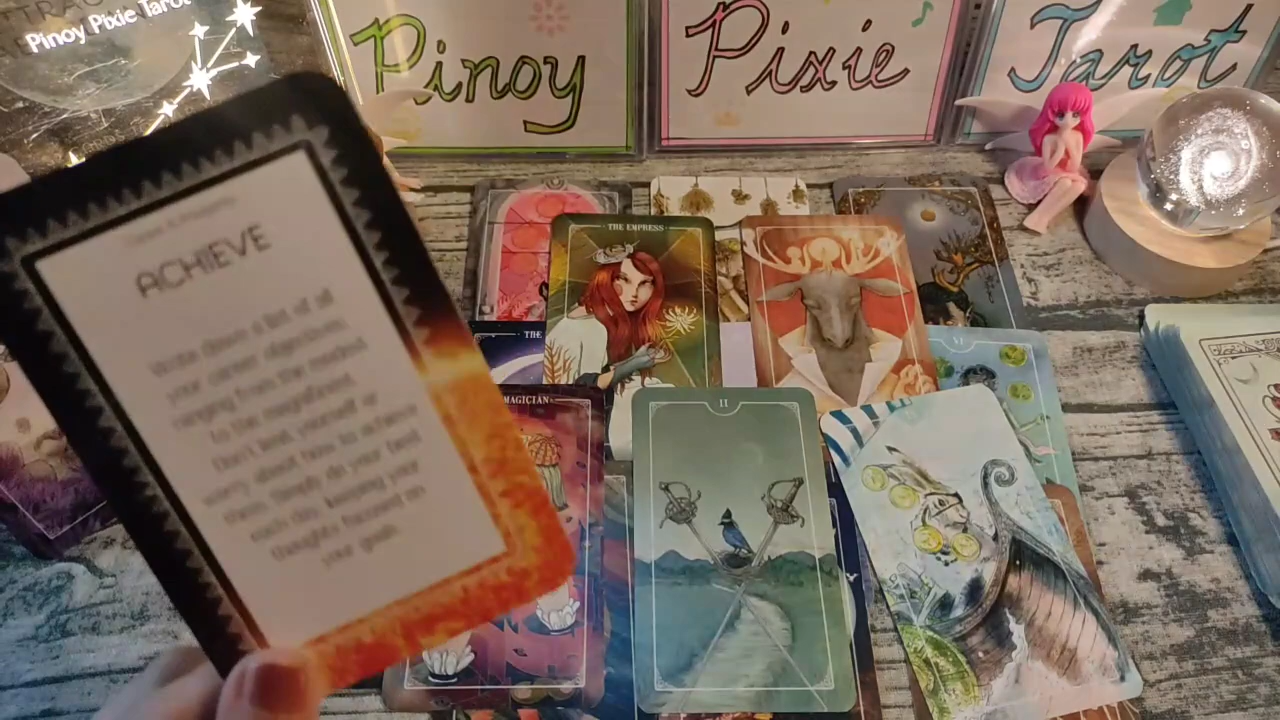 Pinoy Pixie Tarot
Pinoy
Pixie
Tarot
ACHIEVE
Write down a list of all
your career objectives,
ranging from the modest
to the magnificent.
Don't limit yourself or
worry about how to achieve
them. Simply do your best
each day, keeping your
thoughts focused on
your goals.
THE EMPRESS
THE
MAGICIAN
II
VI